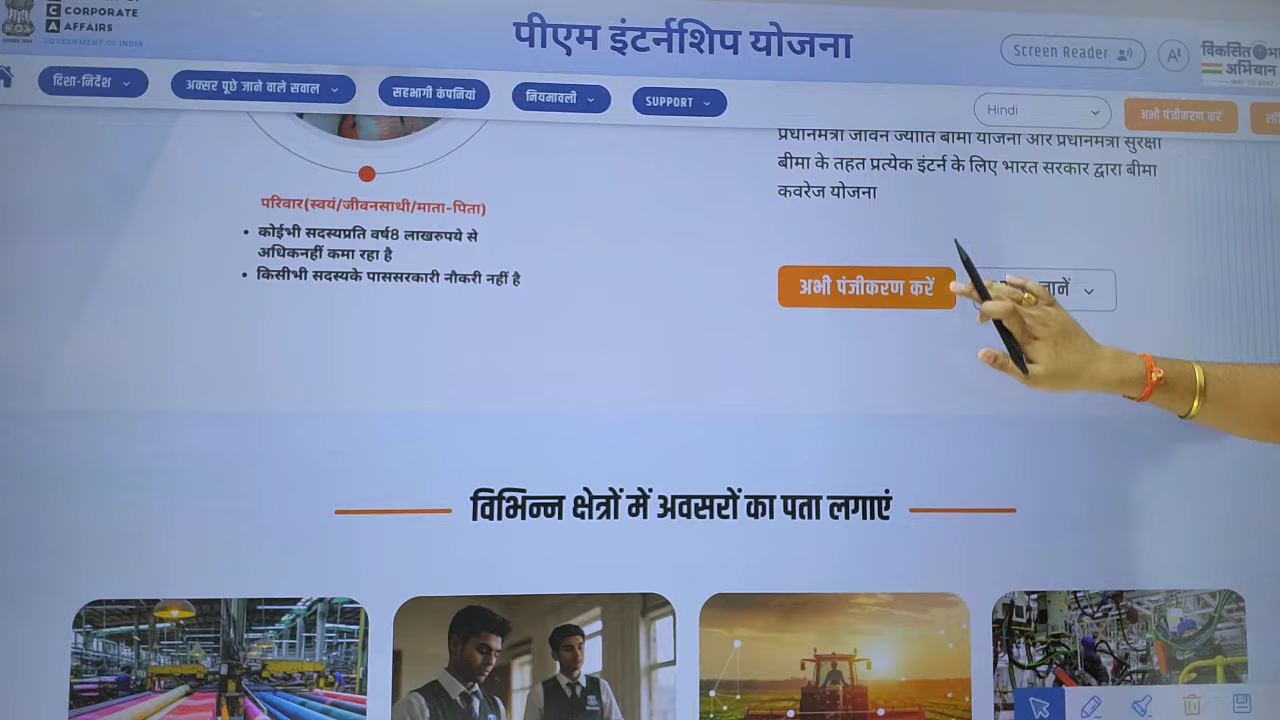 CORPORATE
AFFAIRS
GOVERNMENT OF INDIA
पीएम इंटर्नशिप योजना
Screen Reader
विकसित
अभियान
दिशा-निर्देश
अक्सर पूछे जाने वाले सवाल
सहभागी कंपनियां
नियमावली
SUPPORT
Hindi
अभी पंजीकरण करें
प्रधानमंत्री जीवन ज्योति बीमा योजना और प्रधानमंत्री सुरक्षा
बीमा के तहत प्रत्येक इंटर्न के लिए भारत सरकार द्वारा बीमा
कवरेज योजना
परिवार(स्वयं/जीवनसाथी/माता-पिता)
• कोईभी सदस्यप्रति वर्ष8 लाखरुपये से
अधिकनहीं कमा रहा है
• किसीभी सदस्यके पाससरकारी नौकरी नहीं है
अभी पंजीकरण करें
विभिन्न क्षेत्रों में अवसरों का पता लगाएं